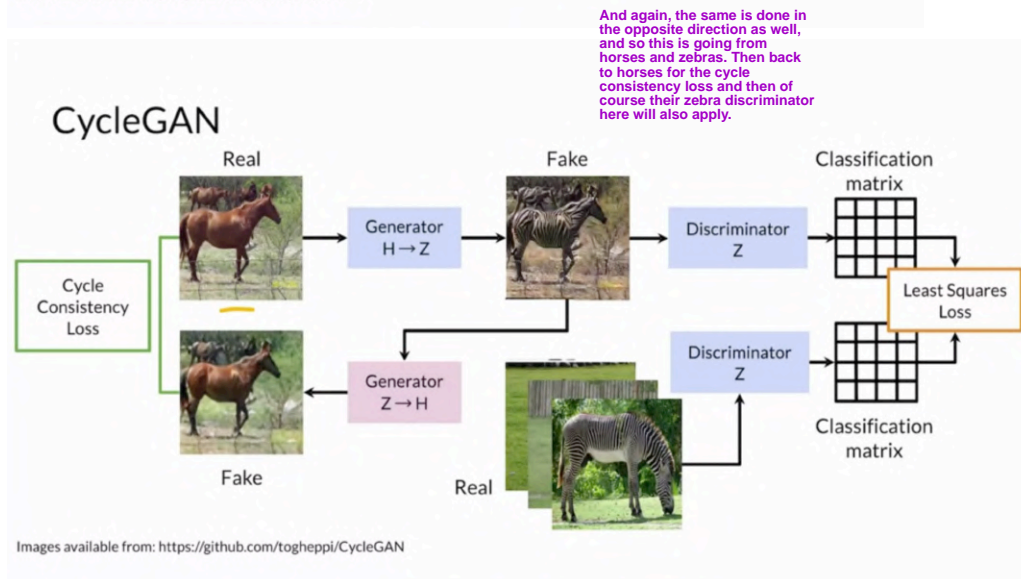 And again, the same is done in
the opposite direction as well,
and so this is going from
horses and zebras. Then back
to horses for the cycle
consistency loss and then of
course their zebra discriminator
here will also apply.
CycleGAN
Real
Fake
Classification
matrix
Generator
H → Z
Discriminator
Z
Cycle
Consistency
Loss
Least Squares
Loss
Generator
Z → H
Discriminator
Z
Classification
matrix
Fake
Real
Images available from: https://github.com/togheppi/CycleGAN